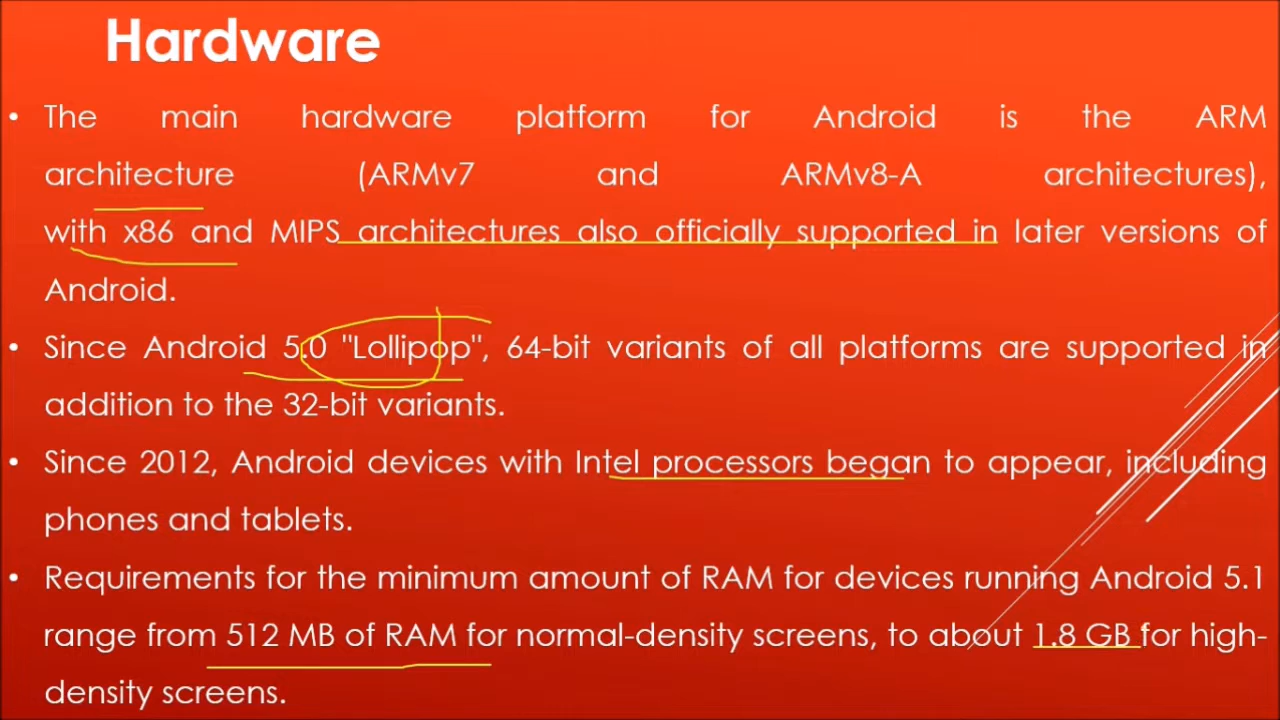 Hardware
• The main hardware platform for Android is the ARM
architecture (ARMv7 and ARMv8-A architectures),
with x86 and MIPS architectures also officially supported in later versions of
Android.
• Since Android 5.0 "Lollipop", 64-bit variants of all platforms are supported in
addition to the 32-bit variants.
• Since 2012, Android devices with Intel processors began to appear, including
phones and tablets.
• Requirements for the minimum amount of RAM for devices running Android 5.1
range from 512 MB of RAM for normal-density screens, to about 1.8 GB for high-
density screens.